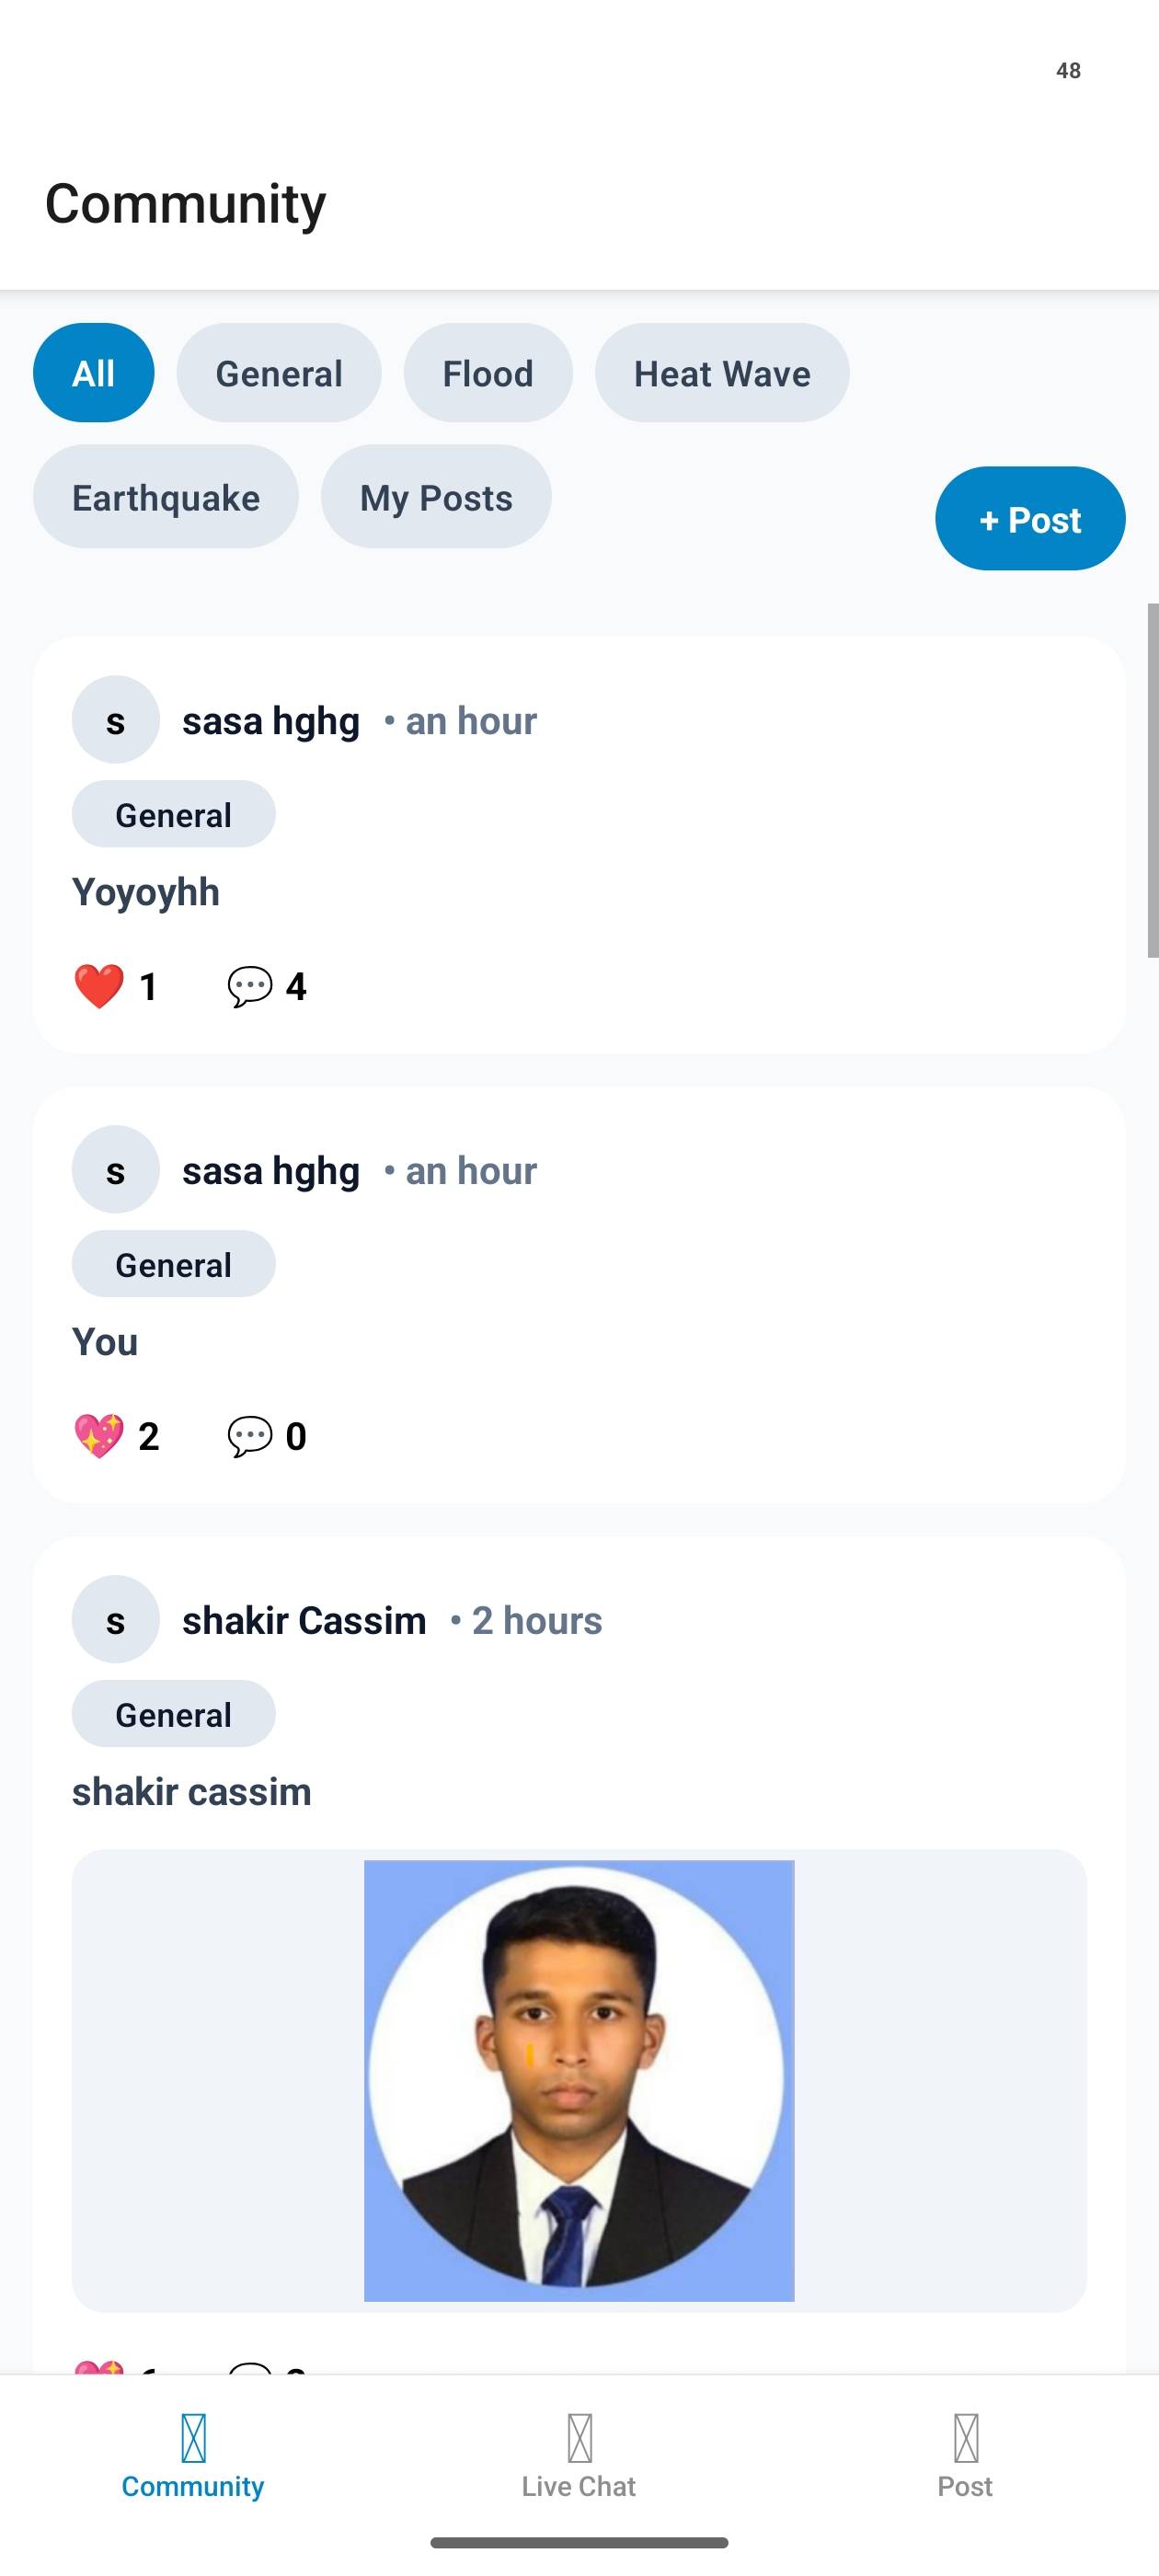 48
Community
All General Flood Heat Wave
Earthquake My Posts
+ Post
s sasa hghg • an hour
General
Yoyoyhh
❤️ 1 💬 4
s sasa hghg • an hour
General
You
💖 2 💬 0
s shakir Cassim • 2 hours
General
shakir cassim
Community Live Chat Post